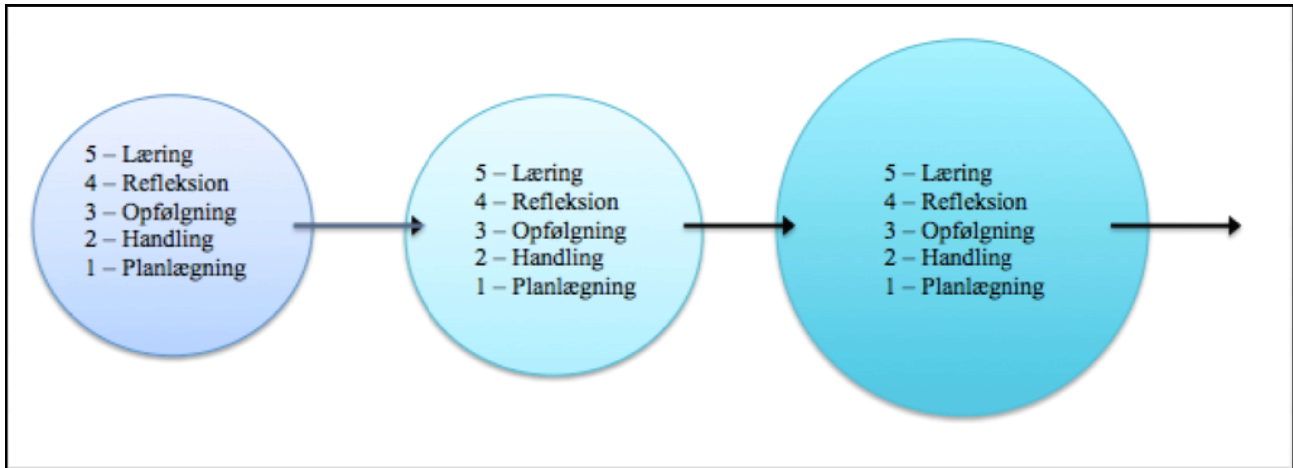 5 – Læring
4 – Refleksion
3 – Opfølgning
2 – Handling
1 – Planlægning
5 – Læring
4 – Refleksion
3 – Opfølgning
2 – Handling
1 – Planlægning
5 – Læring
4 – Refleksion
3 – Opfølgning
2 – Handling
1 – Planlægning